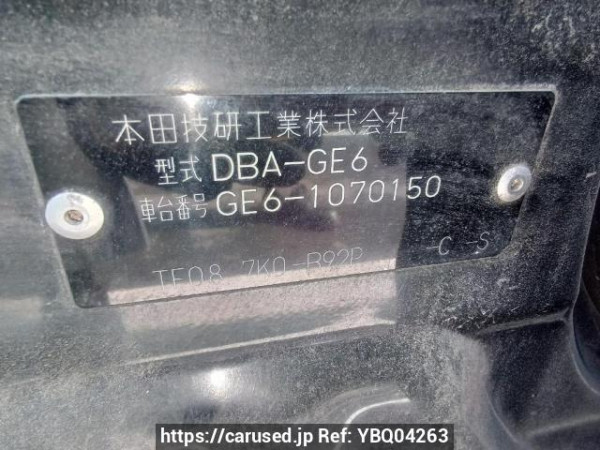 本田技研工業株式会社
型式 DBA-GE6
車台番号 GE6-1070150
TF08 7K0-B92P -C -S
https://carused.jp Ref: YBQ04263